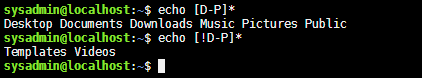 sysadmin@localhost:~$ echo [D-P]*
Desktop Documents Downloads Music Pictures Public
sysadmin@localhost:~$ echo [!D-P]*
Templates Videos
sysadmin@localhost:~$